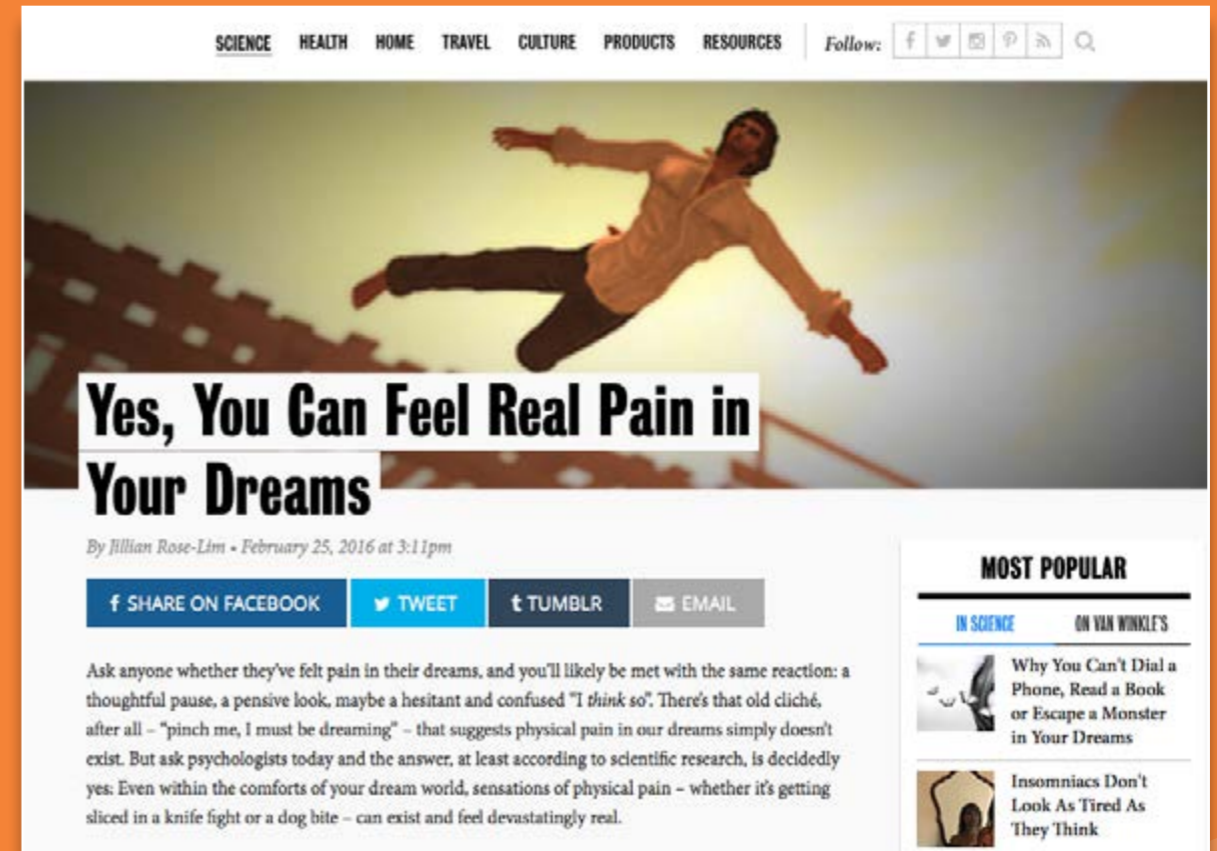 SCIENCE HEALTH HOME TRAVEL CULTURE PRODUCTS RESOURCES Follow:
Yes, You Can Feel Real Pain in
Your Dreams
By Jillian Rose-Lim • February 25, 2016 at 3:11pm
f SHARE ON FACEBOOK TWEET t TUMBLR EMAIL
Ask anyone whether they've felt pain in their dreams, and you'll likely be met with the same reaction: a
thoughtful pause, a pensive look, maybe a hesitant and confused "I think so". There's that old cliché,
after all – "pinch me, I must be dreaming" – that suggests physical pain in our dreams simply doesn't
exist. But ask psychologists today and the answer, at least according to scientific research, is decidedly
yes: Even within the comforts of your dream world, sensations of physical pain – whether it's getting
sliced in a knife fight or a dog bite – can exist and feel devastatingly real.
MOST POPULAR
IN SCIENCE ON VAN WINKLE'S
Why You Can't Dial a
Phone, Read a Book
or Escape a Monster
in Your Dreams
Insomniacs Don't
Look As Tired As
They Think